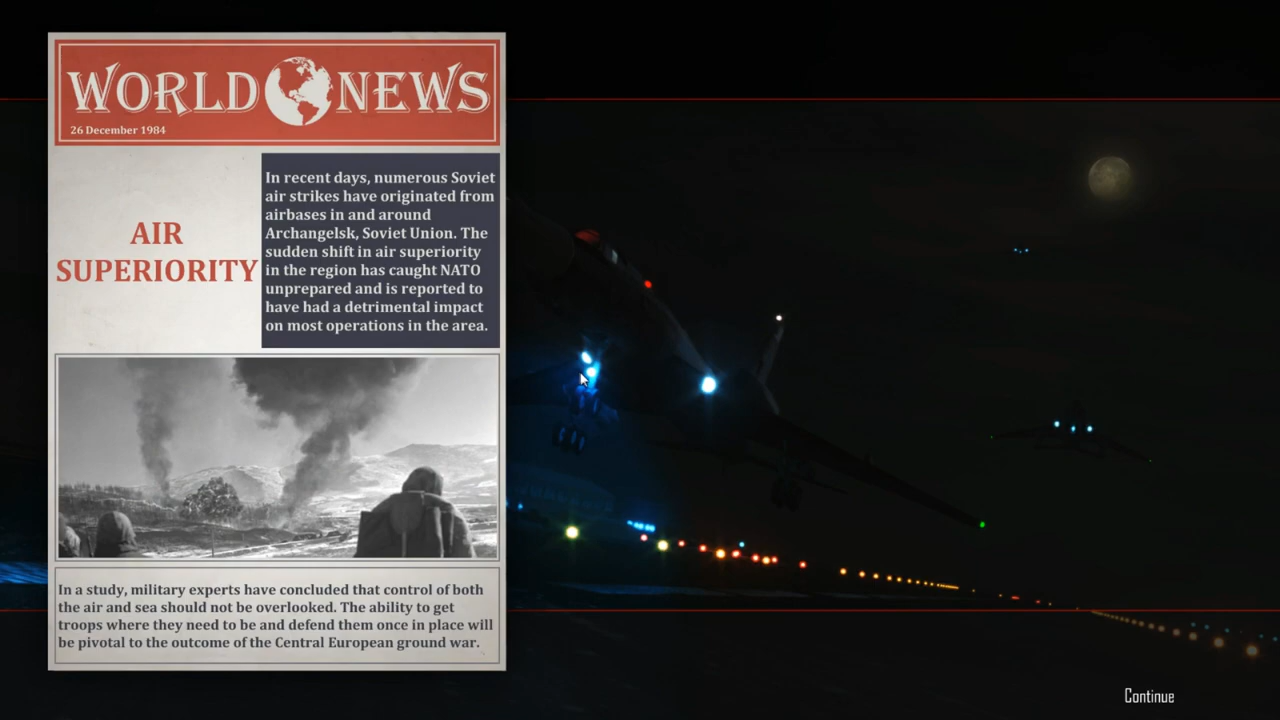 WORLD NEWS
26 December 1984
AIR
SUPERIORITY
In recent days, numerous Soviet
air strikes have originated from
airbases in and around
Archangelsk, Soviet Union. The
sudden shift in air superiority
in the region has caught NATO
unprepared and is reported to
have had a detrimental impact
on most operations in the area.
In a study, military experts have concluded that control of both
the air and sea should not be overlooked. The ability to get
troops where they need to be and defend them once in place will
be pivotal to the outcome of the Central European ground war.
Continue